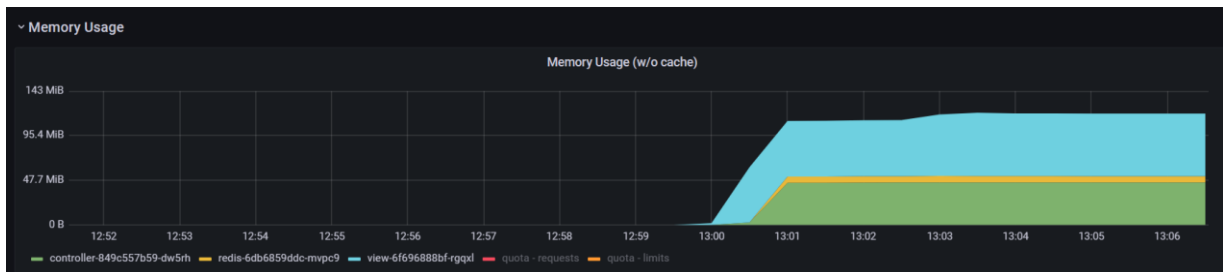 Memory Usage
Memory Usage (w/o cache)
143 MiB
95.4 MiB
47.7 MiB
0 B
12:52 12:53 12:54 12:55 12:56 12:57 12:58 12:59 13:00 13:01 13:02 13:03 13:04 13:05 13:06
controller-849c557b59-dw5rh redis-6db6859ddc-mvpc9 view-6f696888bf-rgqxl quota - requests quota - limits